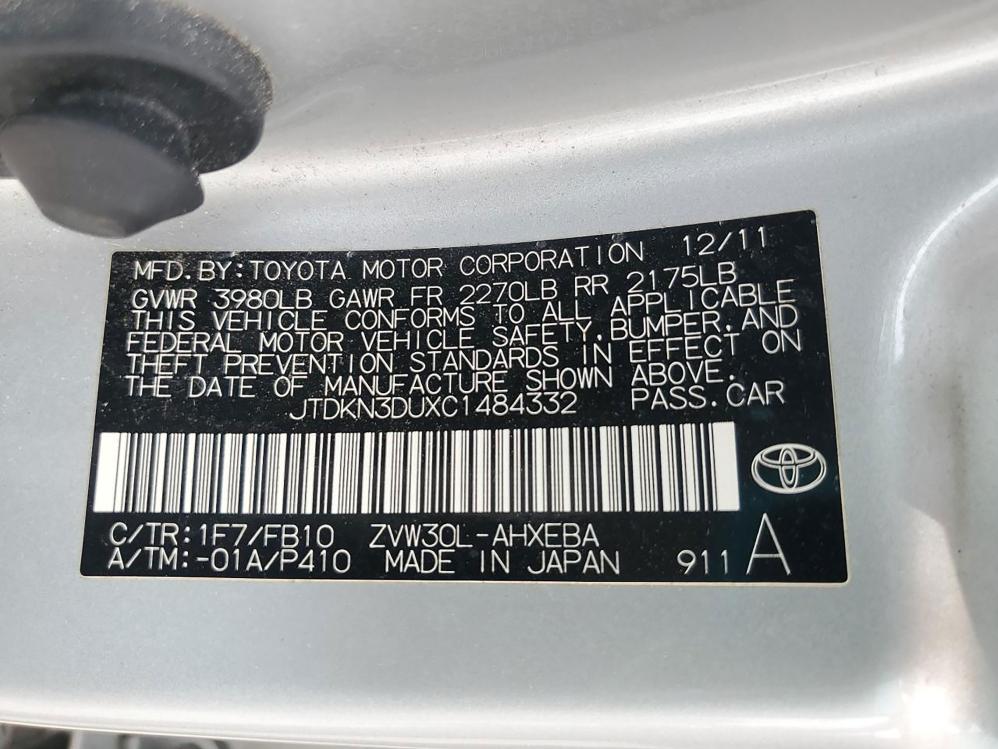 MFD.BY:TOYOTA MOTOR CORPORATION 12/11
GVWR 3980LB GAWR FR 2270LB RR 2175LB
THIS VEHICLE CONFORMS TO ALL APPLICABLE
FEDERAL MOTOR VEHICLE SAFETY,BUMPER,AND
THEFT PREVENTION STANDARDS IN EFFECT ON
THE DATE OF MANUFACTURE SHOWN ABOVE.
JTDKN3DUXC1484332 PASS.CAR
C/TR:1F7/FB10 ZVW30L-AHXEBA
A/TM:-01A/P410 MADE IN JAPAN 911 A